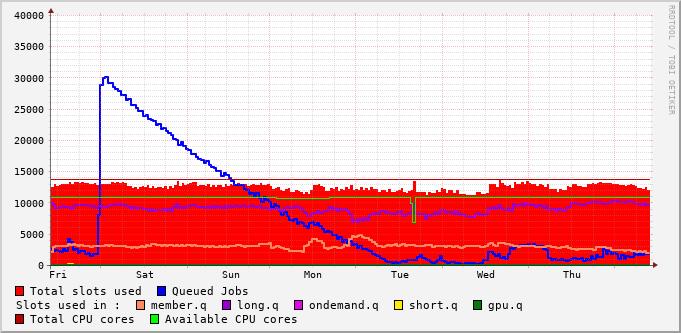 RRDTOOL / TOBI OETIKER
40000
35000
30000
25000
20000
15000
10000
5000
0
Fri Sat Sun Mon Tue Wed Thu
Total slots used Queued Jobs
Slots used in : member.q long.q ondemand.q short.q gpu.q
Total CPU cores Available CPU cores